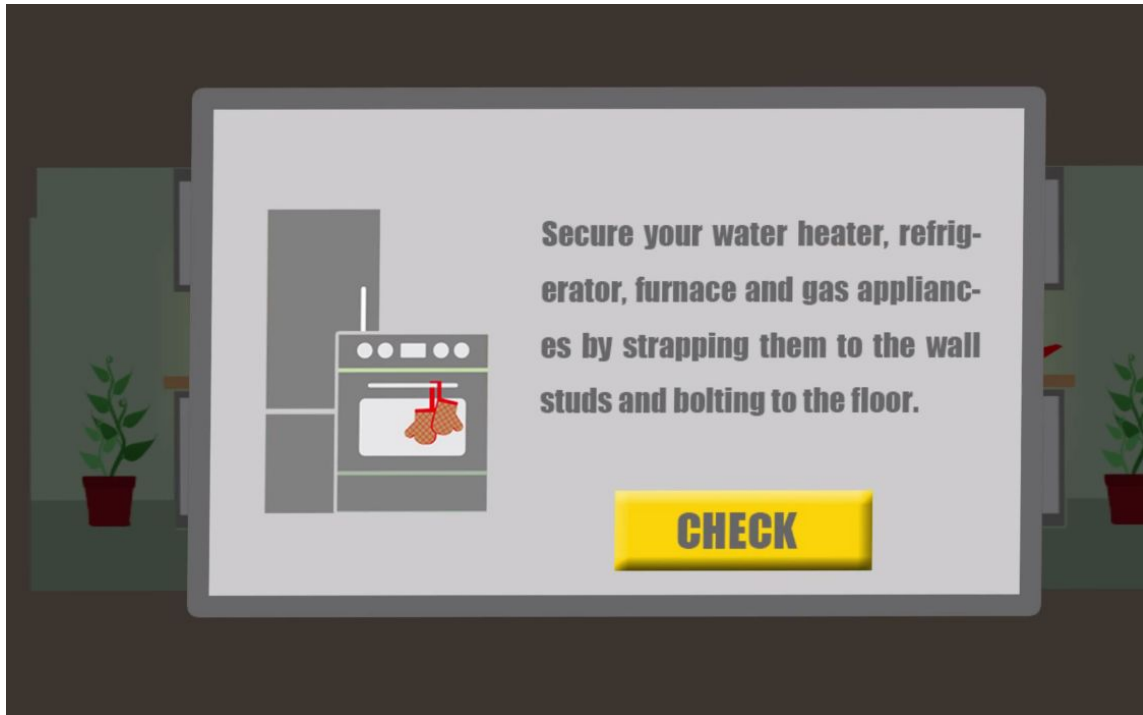 Secure your water heater, refrig-
erator, furnace and gas applianc-
es by strapping them to the wall
studs and bolting to the floor.
CHECK